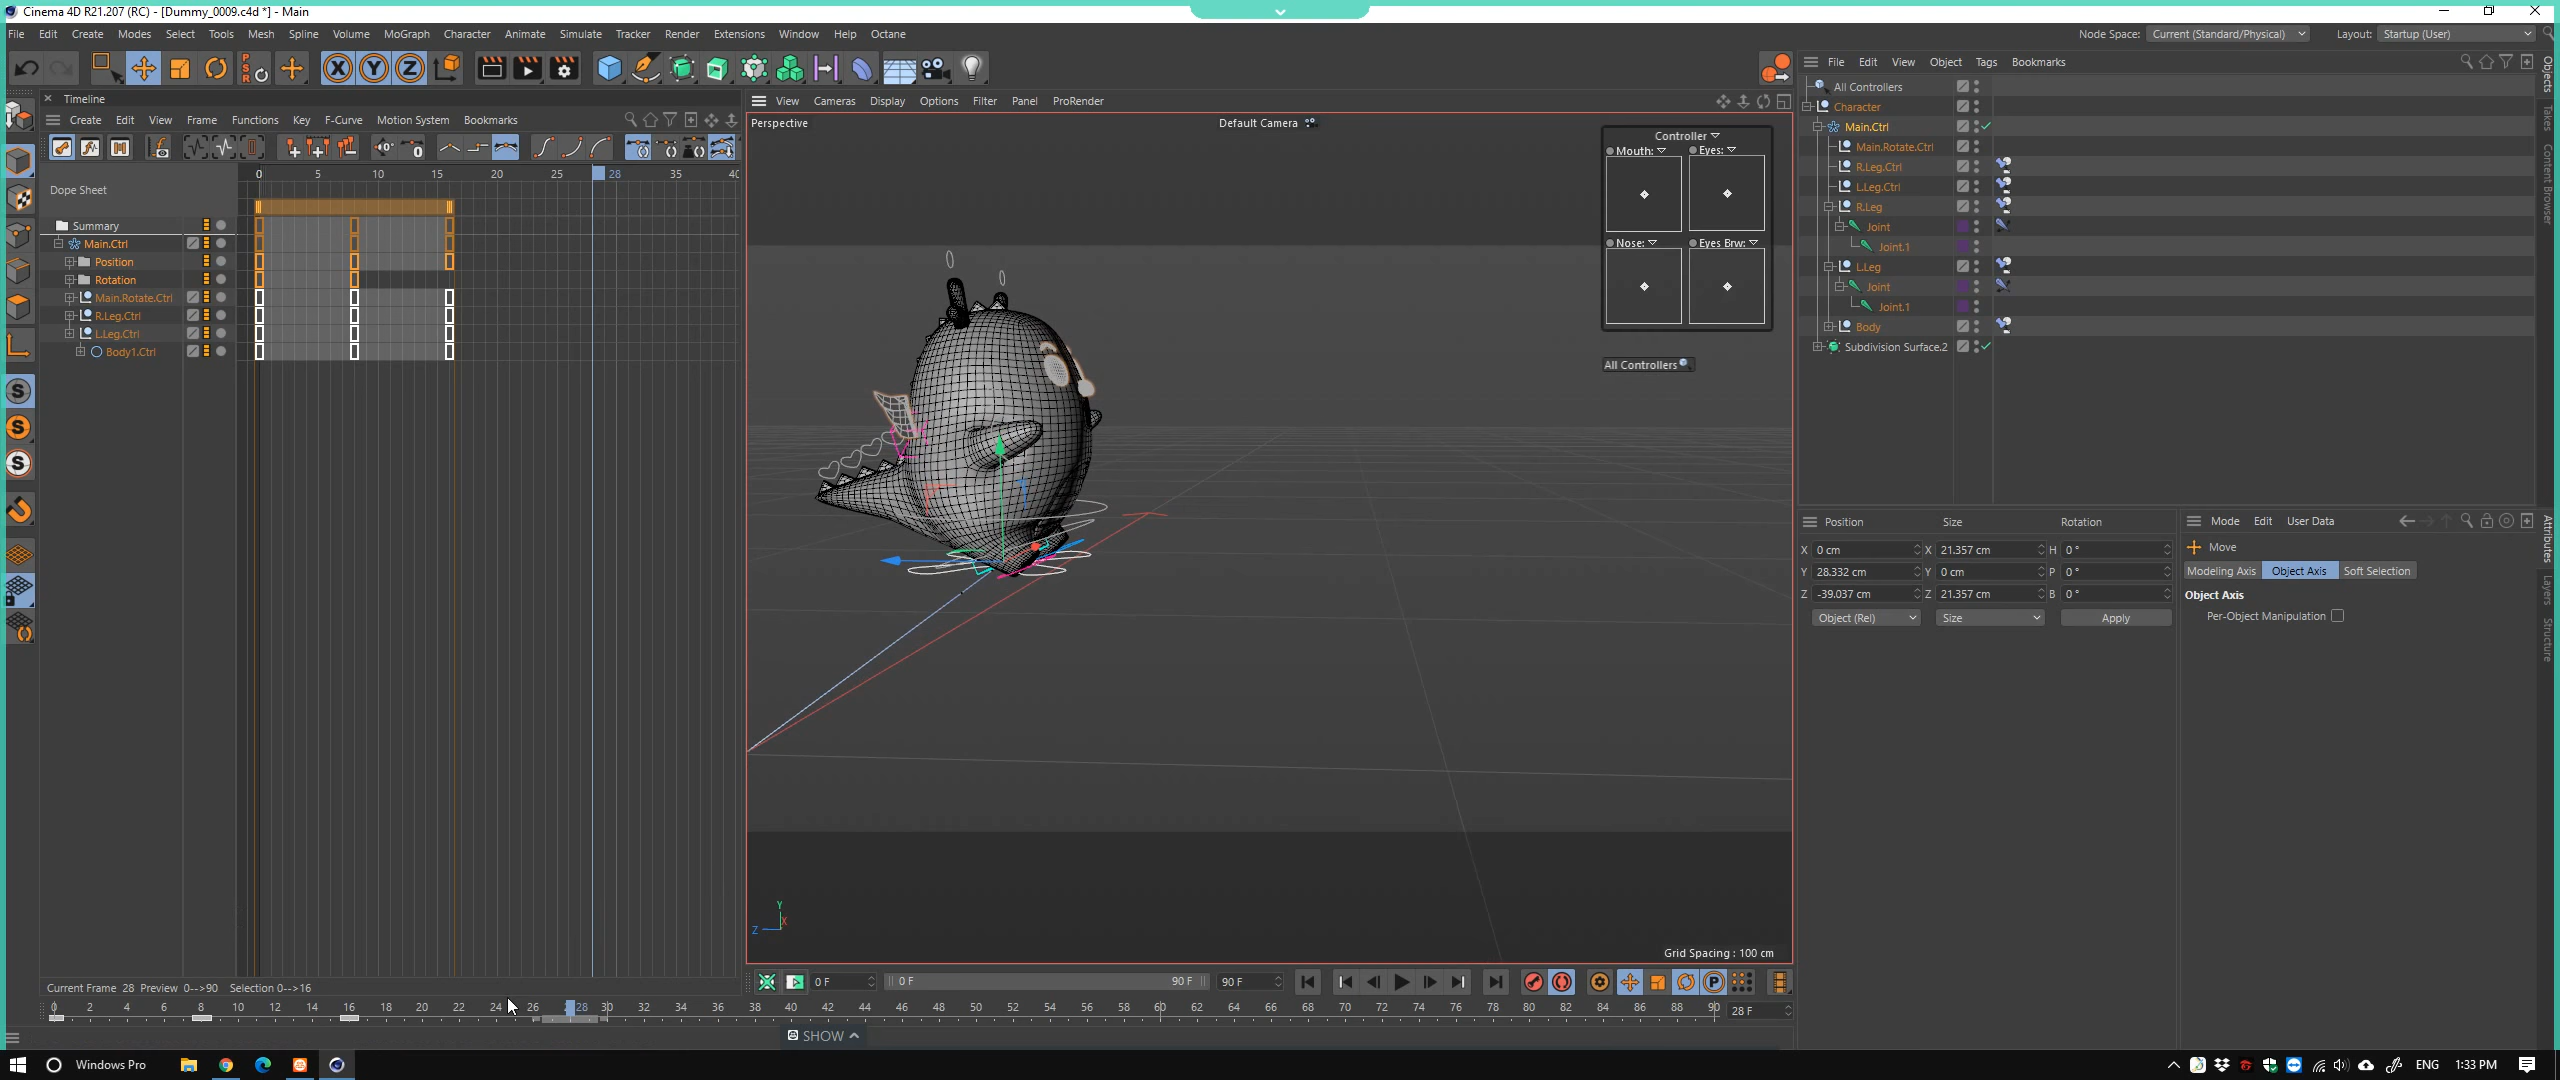 Cinema 4D R21.207 (RC) - [Dummy_0009.c4d *] - Main
File Edit Create Modes Select Tools Mesh Spline Volume MoGraph Character Animate Simulate Tracker Render Extensions Window Help Octane
Node Space: Current (Standard/Physical) Layout: Startup (User)
Timeline
Create Edit View Frame Functions Key F-Curve Motion System Bookmarks
0 5 10 15 20 25 28 35 40
Dope Sheet
Summary
Main.Ctrl
Position
Rotation
Main.Rotate.Ctrl
R.Leg.Ctrl
L.Leg.Ctrl
Body1.Ctrl
View Cameras Display Options Filter Panel ProRender
Perspective
Default Camera
Controller
Mouth: Eyes:
Nose: Eyes Brw:
All Controllers
Y
X
Z
Grid Spacing : 100 cm
File Edit View Object Tags Bookmarks
All Controllers
Character
Main.Ctrl
Main.Rotate.Ctrl
R.Leg.Ctrl
L.Leg.Ctrl
R.Leg
Joint
Joint.1
L.Leg
Joint
Joint.1
Body
Subdivision Surface.2
Objects
Takes
Content Browser
Position Size Rotation
X 0 cm X 21.357 cm H 0 °
Y 28.332 cm Y 0 cm P 0 °
Z -39.037 cm Z 21.357 cm B 0 °
Object (Rel) Size Apply
Mode Edit User Data
Move
Modeling Axis Object Axis Soft Selection
Object Axis
Per-Object Manipulation
Attributes
Layers
Structure
0 F 0 F 90 F 90 F
Current Frame 28 Preview 0-->90 Selection 0-->16
0 2 4 6 8 10 12 14 16 18 20 22 24 26 28 30 32 34 36 38 40 42 44 46 48 50 52 54 56 58 60 62 64 66 68 70 72 74 76 78 80 82 84 86 88 90 28 F
SHOW
Windows Pro
ENG 1:33 PM